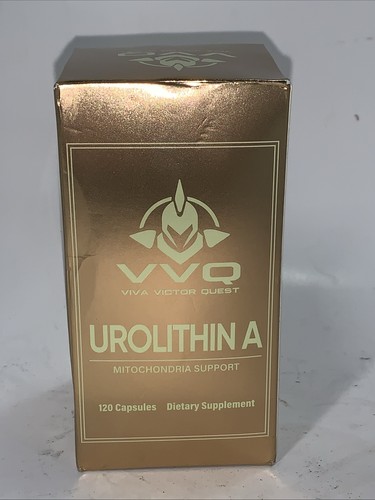 VVQ
VIVA VICTOR QUEST
UROLITHIN A
MITOCHONDRIA SUPPORT
120 Capsules Dietary Supplement